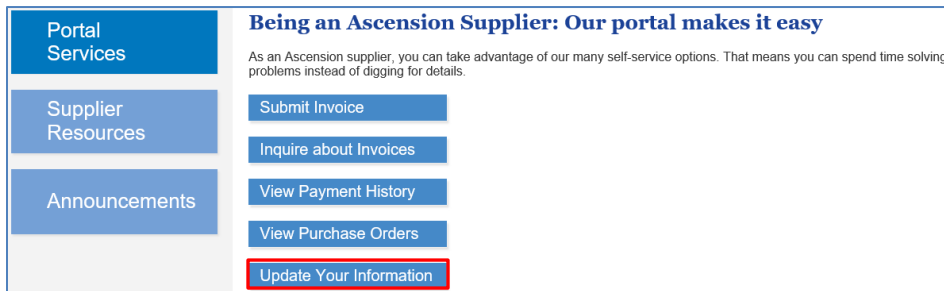 Portal
Services
Supplier
Resources
Announcements
Being an Ascension Supplier: Our portal makes it easy
As an Ascension supplier, you can take advantage of our many self-service options. That means you can spend time solving
problems instead of digging for details.
Submit Invoice
Inquire about Invoices
View Payment History
View Purchase Orders
Update Your Information